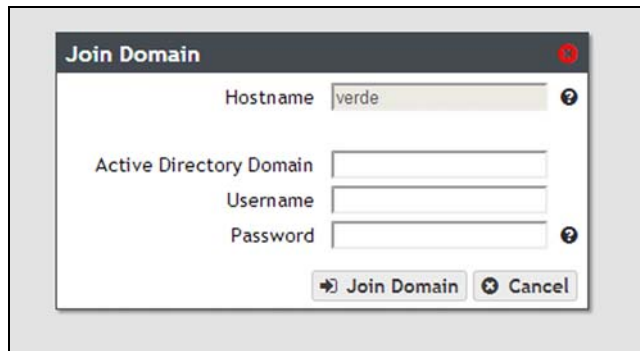 Join Domain
Hostname verde
Active Directory Domain
Username
Password
Join Domain Cancel